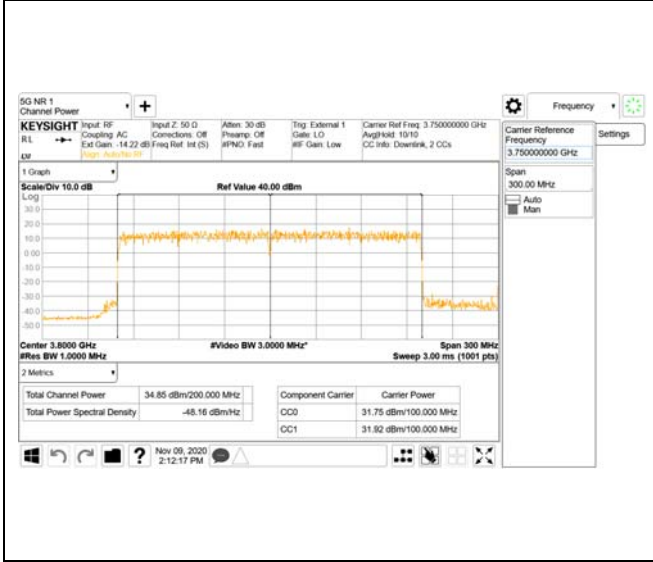 5G NR 1
Channel Power
Frequency
KEYSIGHT
RL
Input: RF
Coupling: AC
Ext Gain: -14.22 dB
Align: Auto/No RF
Input Z: 50 Ω
Corrections: Off
Freq Ref: Int (S)
Atten: 30 dB
Preamp: Off
#PNO: Fast
Trig: External 1
Gate: LO
#IF Gain: Low
Carrier Ref Freq: 3.750000000 GHz
Avg|Hold: 10/10
CC Info: Downlink, 2 CCs
Carrier Reference
Frequency
3.750000000 GHz
Settings
Span
300.00 MHz
Auto
Man
1 Graph
Scale/Div 10.0 dB
Ref Value 40.00 dBm
Log
30.0
20.0
10.0
0.00
-10.0
-20.0
-30.0
-40.0
-50.0
Center 3.8000 GHz
#Video BW 3.0000 MHz*
Span 300 MHz
#Res BW 1.0000 MHz
Sweep 3.00 ms (1001 pts)
2 Metrics
Total Channel Power 34.85 dBm/200.000 MHz
Total Power Spectral Density -48.16 dBm/Hz
Component Carrier Carrier Power
CC0 31.75 dBm/100.000 MHz
CC1 31.92 dBm/100.000 MHz
?
Nov 09, 2020
2:12:17 PM